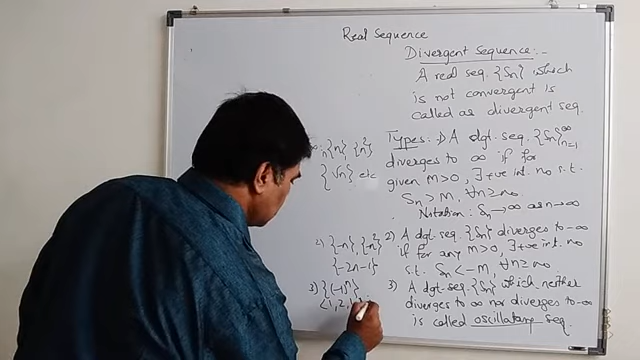 Real Sequence
Divergent Sequence:-
A real seq. {Sn} which
is not convergent is
called as divergent seq.
Types: 1) A dgt. seq. {Sn}∞n=1
diverges to ∞ if for
given M>0, ∃ +ve int. no s.t.
Sn > M, ∀n ≥ no.
Notation: Sn → ∞ as n → ∞
2) A dgt. seq. {Sn} diverges to -∞
if for any M>0, ∃ +ve int. no
s.t. Sn < -M, ∀n ≥ no.
3) A dgt. seq. {Sn} which neither
diverges to ∞ nor diverges to -∞
is called oscillatory seq.
{n}, {n²}
{√n} etc
2) {-n}, {-n²}
{-2n-1}
3) {(-1)ⁿ}
<1, 2, 1,